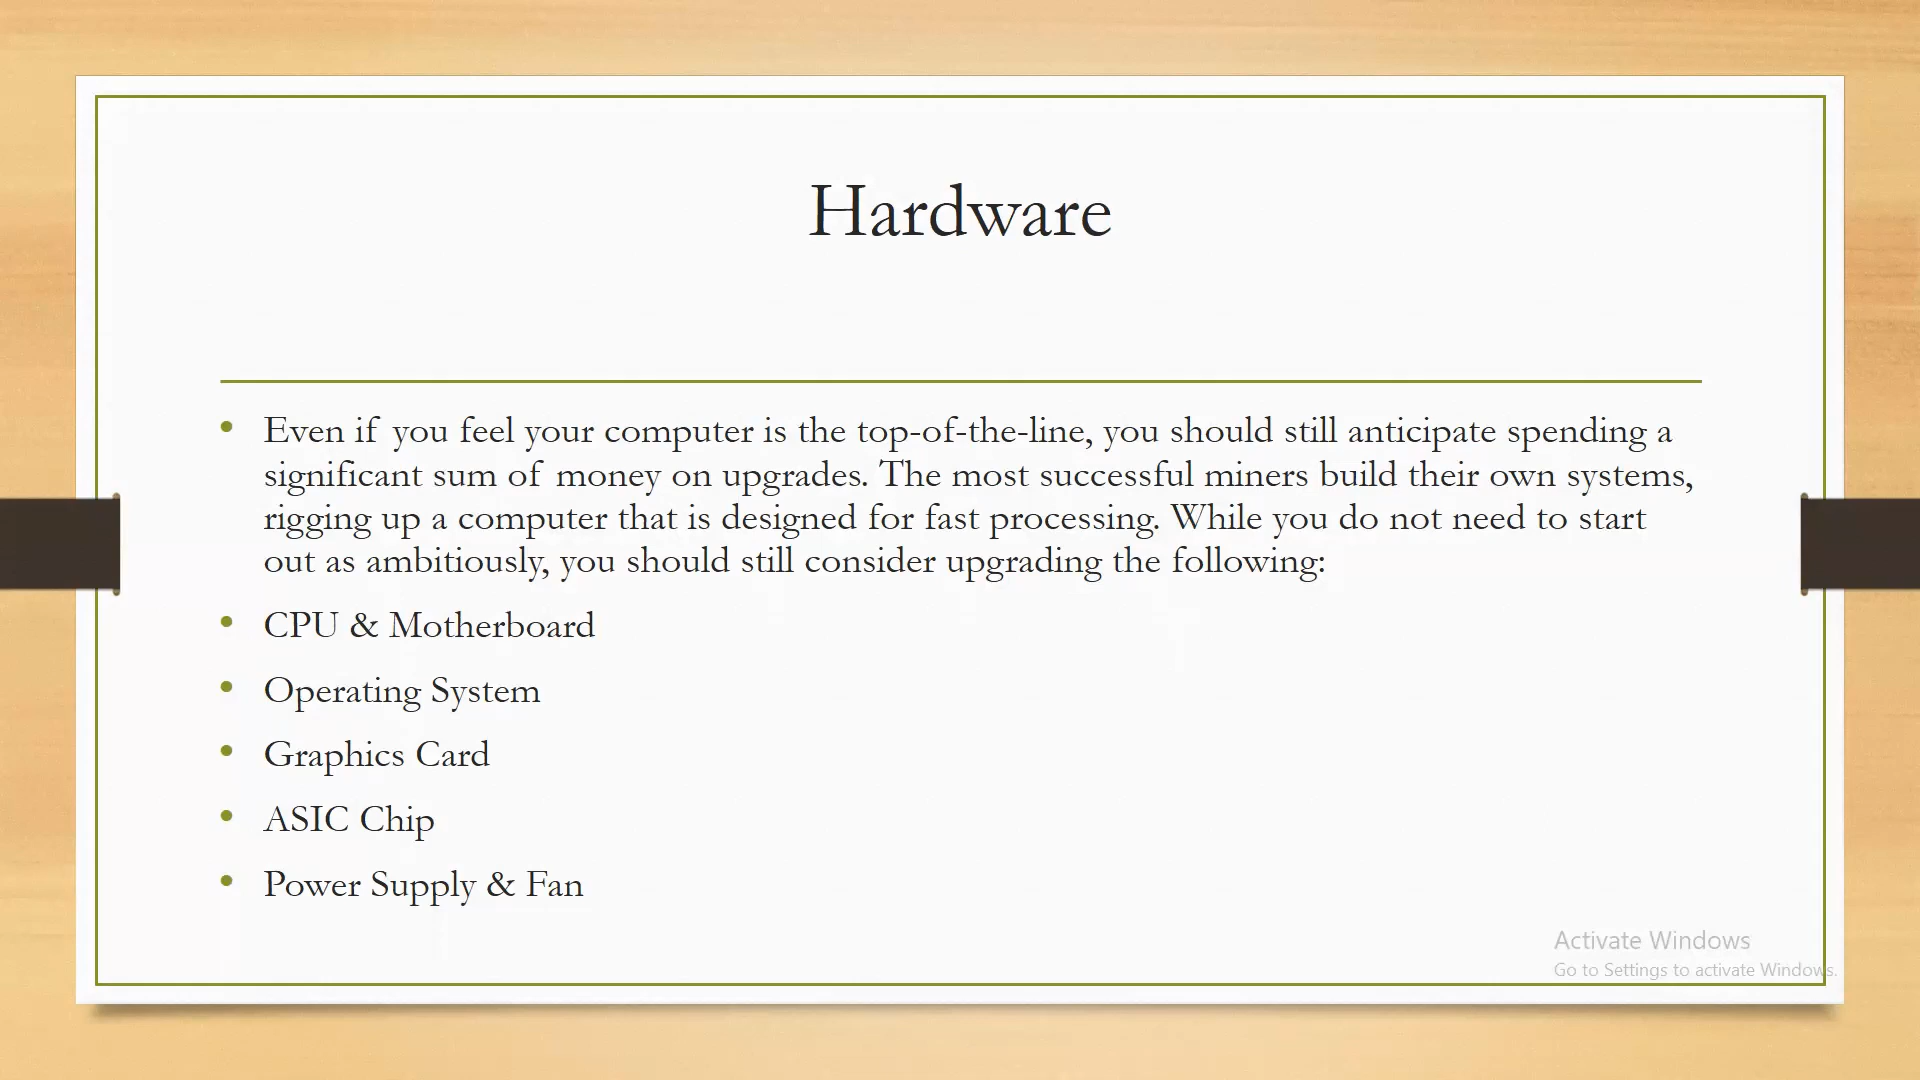 Hardware
Even if you feel your computer is the top-of-the-line, you should still anticipate spending a
significant sum of money on upgrades. The most successful miners build their own systems,
rigging up a computer that is designed for fast processing. While you do not need to start
out as ambitiously, you should still consider upgrading the following:
CPU & Motherboard
Operating System
Graphics Card
ASIC Chip
Power Supply & Fan
Activate Windows
Go to Settings to activate Windows.